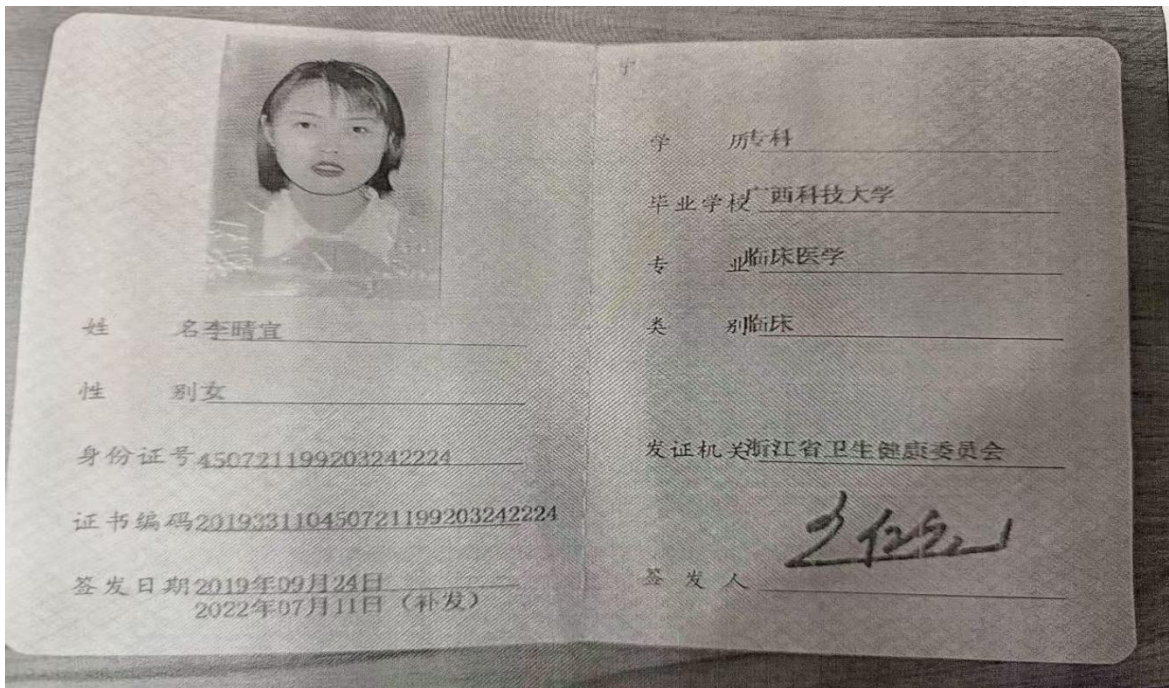 姓 名李晴宜
性 别女
身份证号450721199203242224
证书编码201933110450721199203242224
签发日期2019年09月24日
2022年07月11日（补发）
学 历专科
毕业学校广西科技大学
专 业临床医学
类 别临床
发证机关浙江省卫生健康委员会
签 发 人